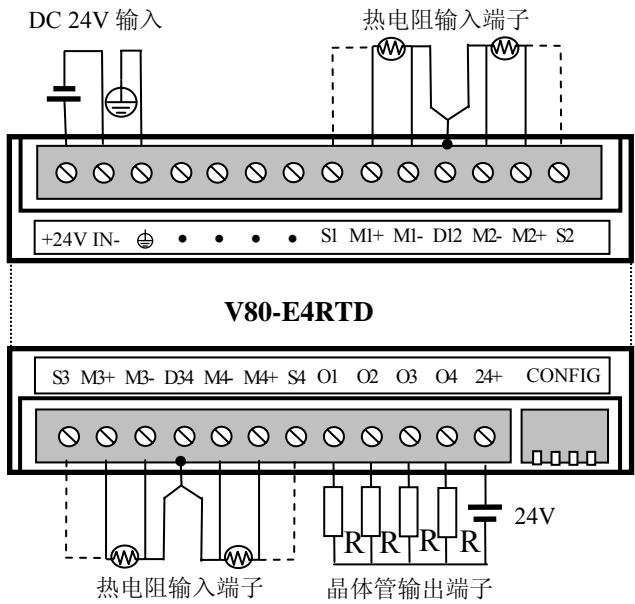 DC 24V 输入
热电阻输入端子
+24V IN- • • • • S1 M1+ M1- D12 M2- M2+ S2
V80-E4RTD
S3 M3+ M3- D34 M4- M4+ S4 O1 O2 O3 O4 24+ CONFIG
24V
R R R R
热电阻输入端子
晶体管输出端子